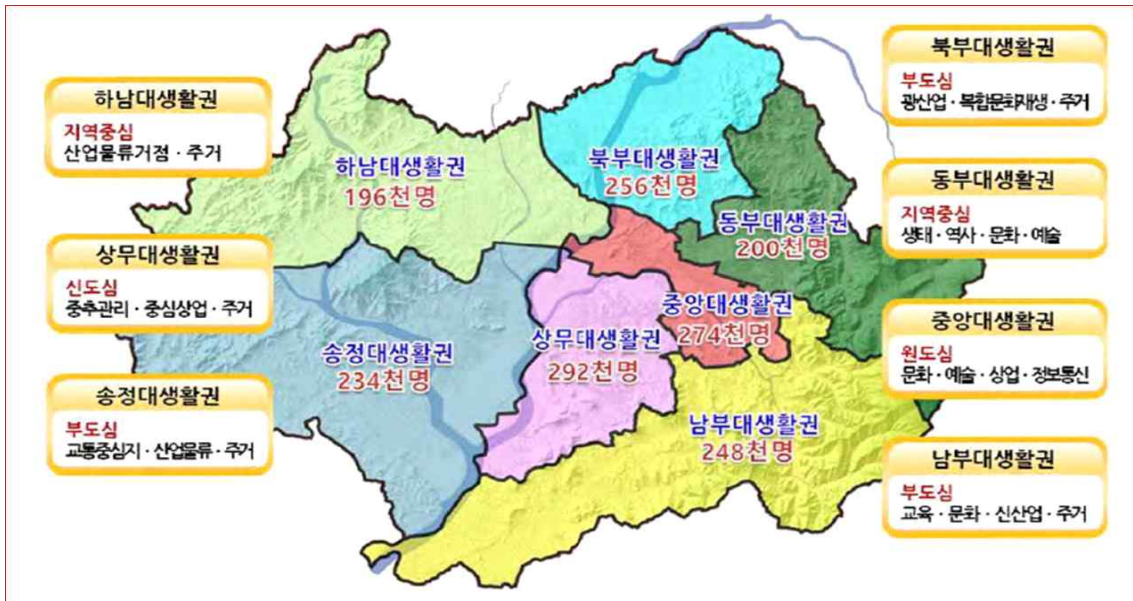 하남대생활권
지역중심
산업물류거점 · 주거
상무대생활권
신도심
중추관리 · 중심상업 · 주거
송정대생활권
부도심
교통중심지 · 산업물류 · 주거
하남대생활권
196천명
북부대생활권
256천명
동부대생활권
200천명
중앙대생활권
274천명
상무대생활권
292천명
송정대생활권
234천명
남부대생활권
248천명
북부대생활권
부도심
광산업 · 복합문화재생 · 주거
동부대생활권
지역중심
생태 · 역사 · 문화 · 예술
중앙대생활권
원도심
문화 · 예술 · 상업 · 정보통신
남부대생활권
부도심
교육 · 문화 · 신산업 · 주거